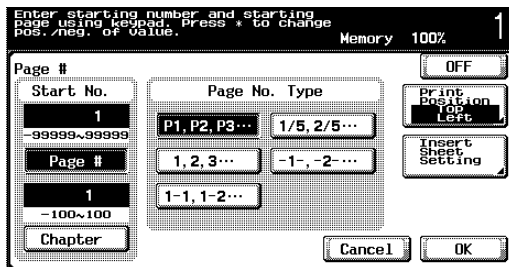 Enter starting number and starting
page using keypad. Press * to change
pos./neg. of value.
Memory 100%
1
Page #
OFF
Start No.
1
-99999~99999
Page #
1
-100~100
Chapter
Page No. Type
P1,P2,P3…
1/5,2/5…
1,2,3…
-1-,-2-…
1-1,1-2…
Print
Position
Top
Left
Insert
Sheet
Setting
Cancel
OK